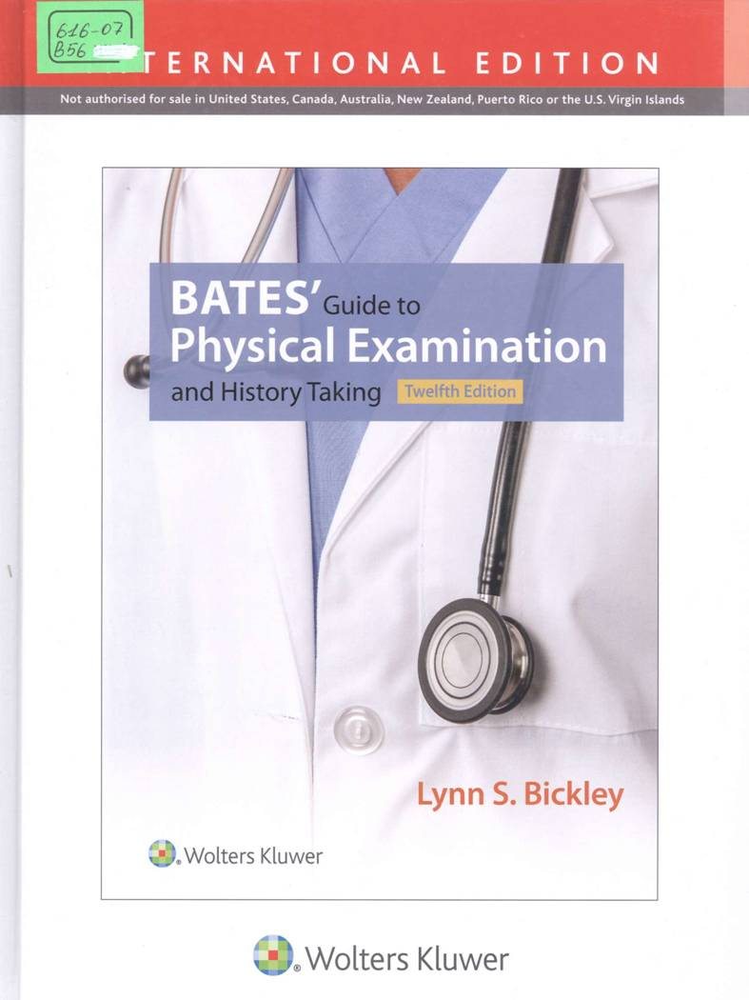 616-07
B56
TERNATIONAL EDITION
Not authorised for sale in United States, Canada, Australia, New Zealand, Puerto Rico or the U.S. Virgin Islands
BATES' Guide to
Physical Examination
and History Taking Twelfth Edition
Lynn S. Bickley
Wolters Kluwer
Wolters Kluwer